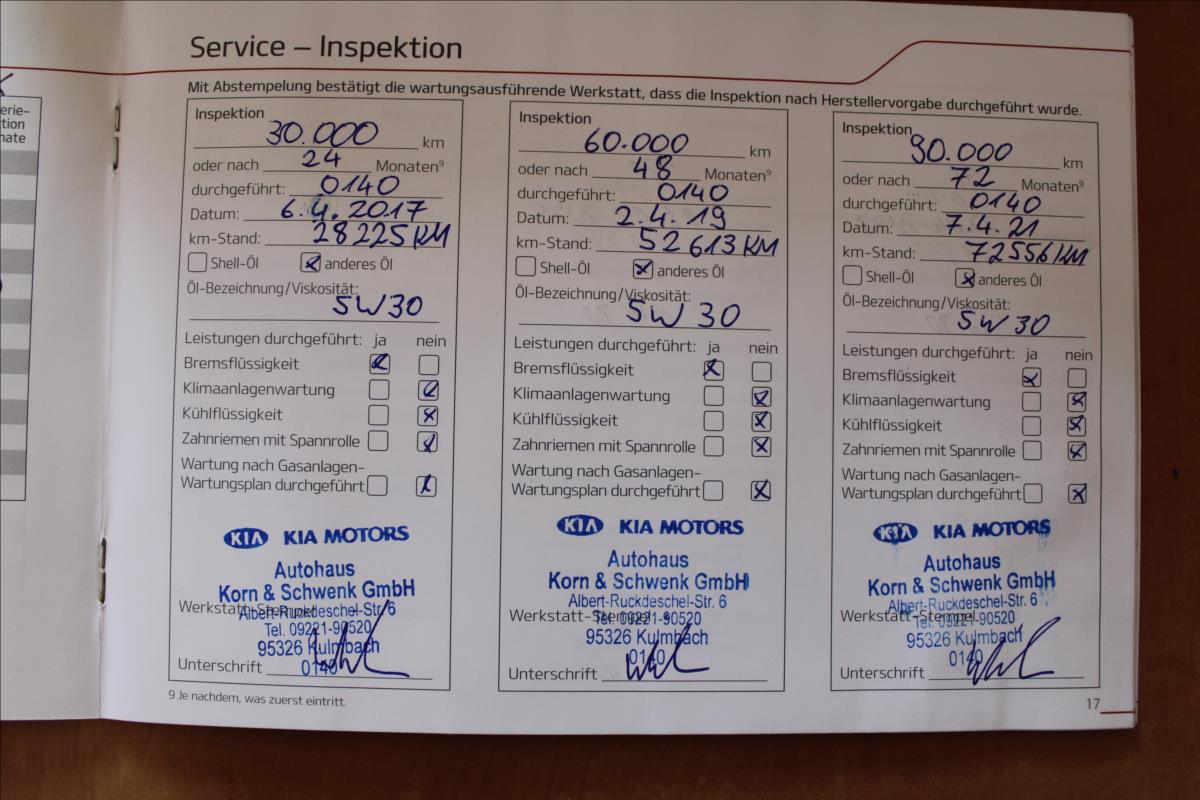 erie-
tion
nate
Service – Inspektion
Mit Abstempelung bestätigt die wartungsausführende Werkstatt, dass die Inspektion nach Herstellervorgabe durchgeführt wurde.
Inspektion
30.000 km
oder nach 24 Monaten⁹
durchgeführt: 0140
Datum: 6.4.2017
km-Stand: 28225 KM
Shell-Öl anderes Öl
Öl-Bezeichnung/Viskosität:
5W30
Leistungen durchgeführt: ja nein
Bremsflüssigkeit
Klimaanlagenwartung
Kühlflüssigkeit
Zahnriemen mit Spannrolle
Wartung nach Gasanlagen-
Wartungsplan durchgeführt
KIA KIA MOTORS
Autohaus
Korn & Schwenk GmbH
Werkstatt-Stempel
Albert-Ruckdeschel-Str. 6
Tel. 09221-90520
95326 Kulmbach
0140
Unterschrift
Inspektion
60.000 km
oder nach 48 Monaten⁹
durchgeführt: 0140
Datum: 2.4.19
km-Stand: 52613 KM
Shell-Öl anderes Öl
Öl-Bezeichnung/Viskosität:
5W30
Leistungen durchgeführt: ja nein
Bremsflüssigkeit
Klimaanlagenwartung
Kühlflüssigkeit
Zahnriemen mit Spannrolle
Wartung nach Gasanlagen-
Wartungsplan durchgeführt
KIA KIA MOTORS
Autohaus
Korn & Schwenk GmbH
Albert-Ruckdeschel-Str. 6
Werkstatt-Stempel
Tel. 09221-90520
95326 Kulmbach
0140
Unterschrift
Inspektion
90.000 km
oder nach 72 Monaten⁹
durchgeführt: 0140
Datum: 7.4.21
km-Stand: 72556 KM
Shell-Öl anderes Öl
Öl-Bezeichnung/Viskosität:
5W30
Leistungen durchgeführt: ja nein
Bremsflüssigkeit
Klimaanlagenwartung
Kühlflüssigkeit
Zahnriemen mit Spannrolle
Wartung nach Gasanlagen-
Wartungsplan durchgeführt
KIA KIA MOTORS
Autohaus
Korn & Schwenk GmbH
Albert-Ruckdeschel-Str. 6
Werkstatt-Stempel
Tel. 09221-90520
95326 Kulmbach
0140
Unterschrift
9 Je nachdem, was zuerst eintritt.
17